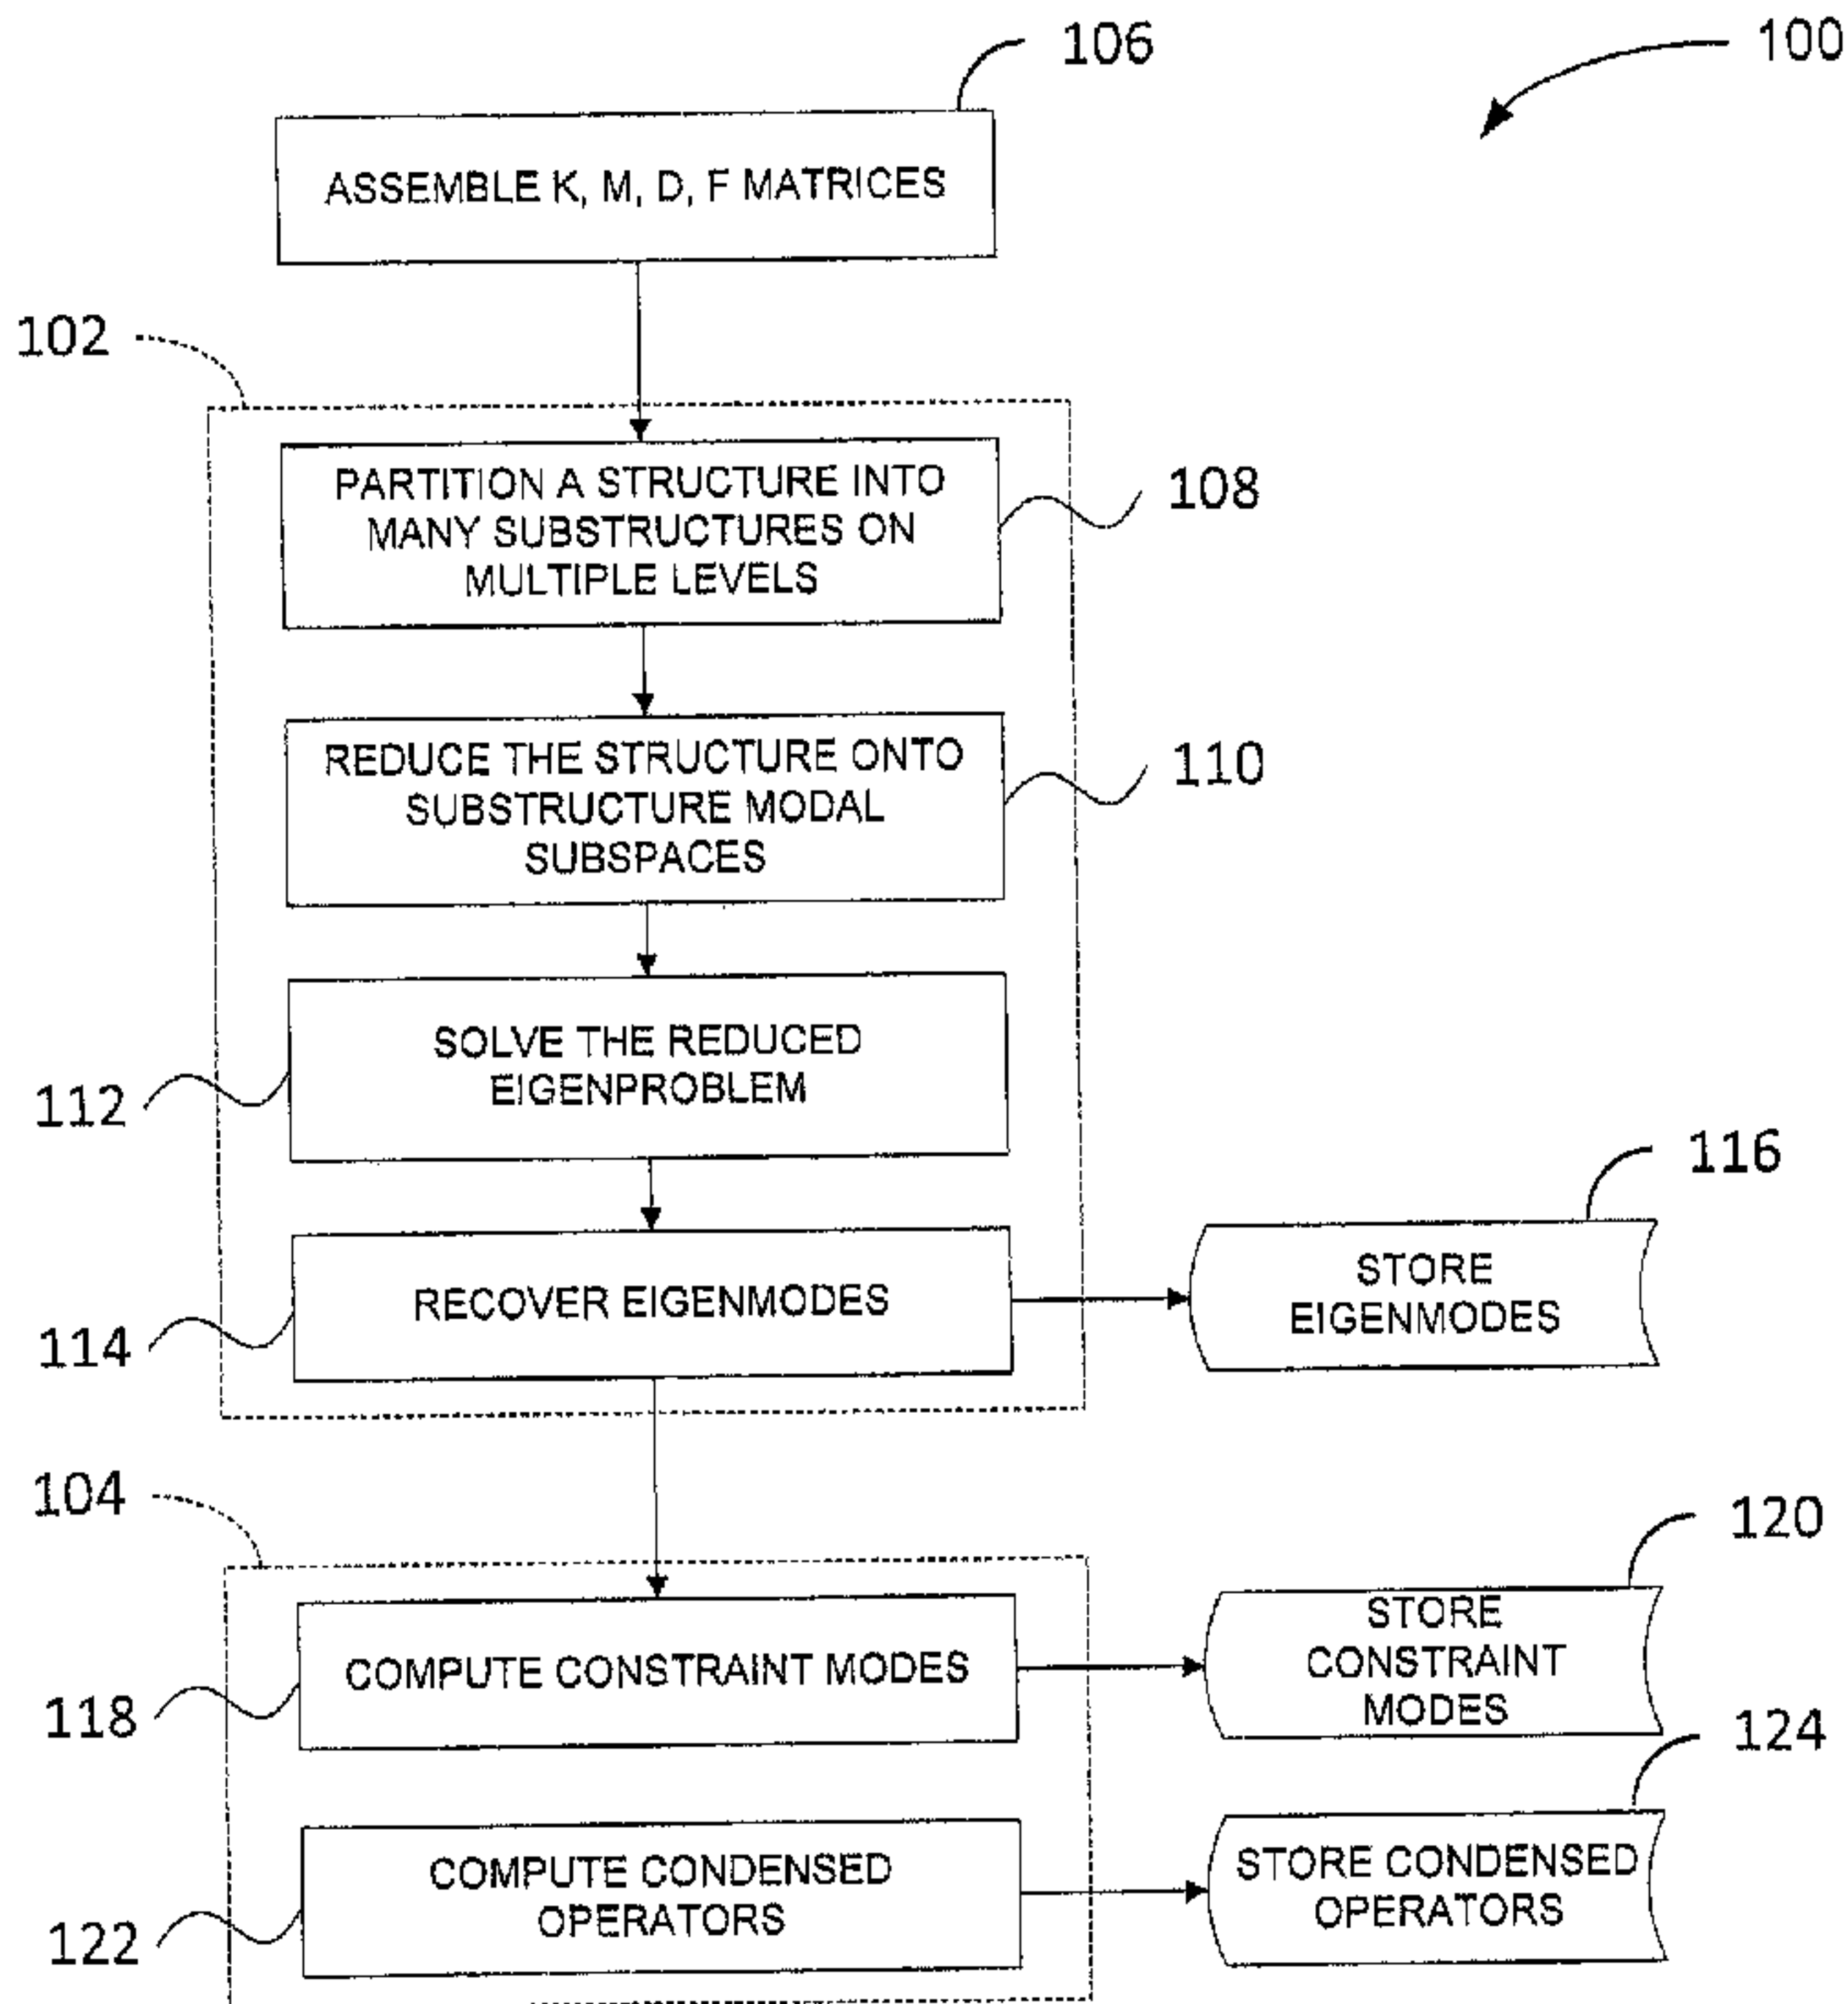 106
100
ASSEMBLE K, M, D, F MATRICES
102
PARTITION A STRUCTURE INTO
MANY SUBSTRUCTURES ON
MULTIPLE LEVELS
108
REDUCE THE STRUCTURE ONTO
SUBSTRUCTURE MODAL
SUBSPACES
110
SOLVE THE REDUCED
EIGENPROBLEM
112
116
RECOVER EIGENMODES
STORE
EIGENMODES
114
104
120
COMPUTE CONSTRAINT MODES
STORE
CONSTRAINT
MODES
118
124
COMPUTE CONDENSED
OPERATORS
STORE CONDENSED
OPERATORS
122